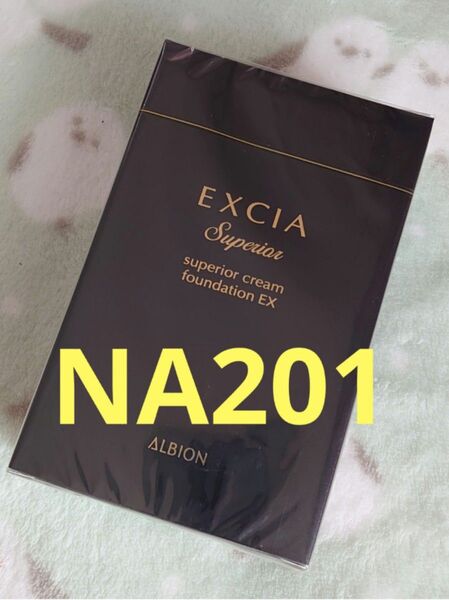 EXCIA
Superior
superior cream
foundation EX
NA201
ALBION